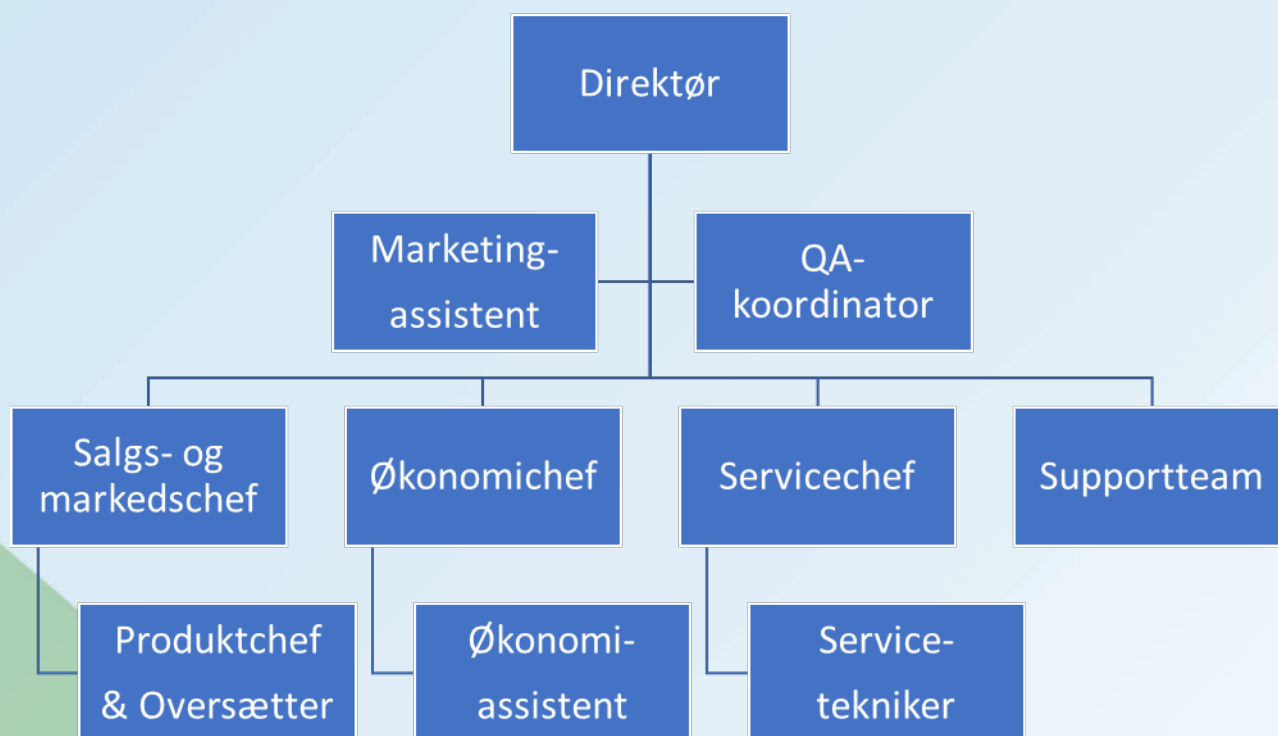 Direktør
Marketing-
assistent
QA-
koordinator
Salgs- og
markedschef
Økonomichef
Servicechef
Supportteam
Produktchef
& Oversætter
Økonomi-
assistent
Service-
tekniker